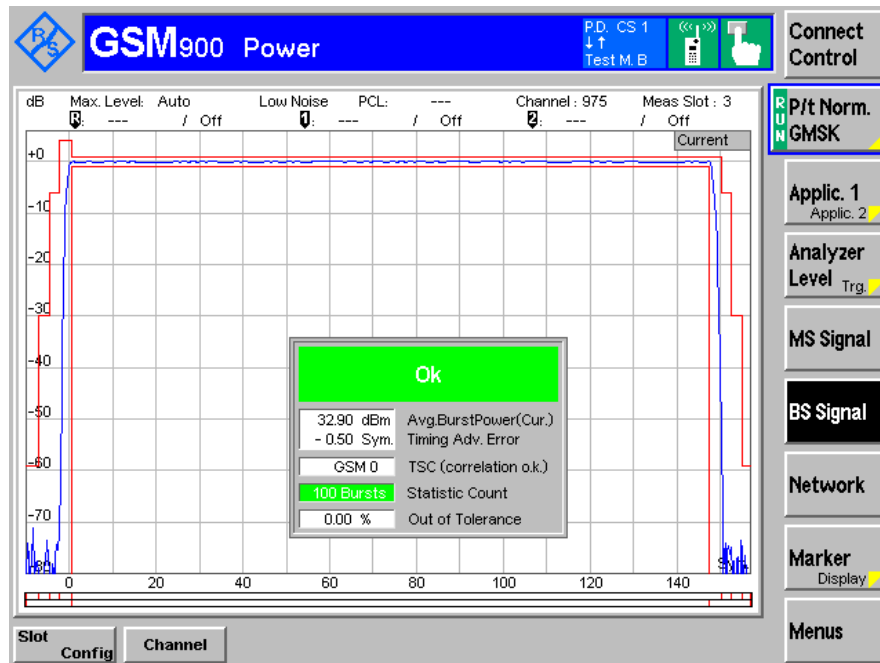 R/S
GSM900 Power
P.D. CS 1
Test M. B
Connect
Control
dB Max. Level: Auto Low Noise PCL: --- Channel : 975 Meas Slot : 3
--- / Off 1: --- / Off 2: --- / Off
Current
RUN
P/t Norm.
GMSK
Applic. 1
Applic. 2
Analyzer
Level Trg.
MS Signal
BS Signal
Network
Marker
Display
Menus
+0
-10
-20
-30
-40
-50
-60
-70
-80
Ok
32.90 dBm Avg.BurstPower(Cur.)
- 0.50 Sym. Timing Adv. Error
GSM 0 TSC (correlation o.k.)
100 Bursts Statistic Count
0.00 % Out of Tolerance
0 20 40 60 80 100 120 140
Slot
Config
Channel